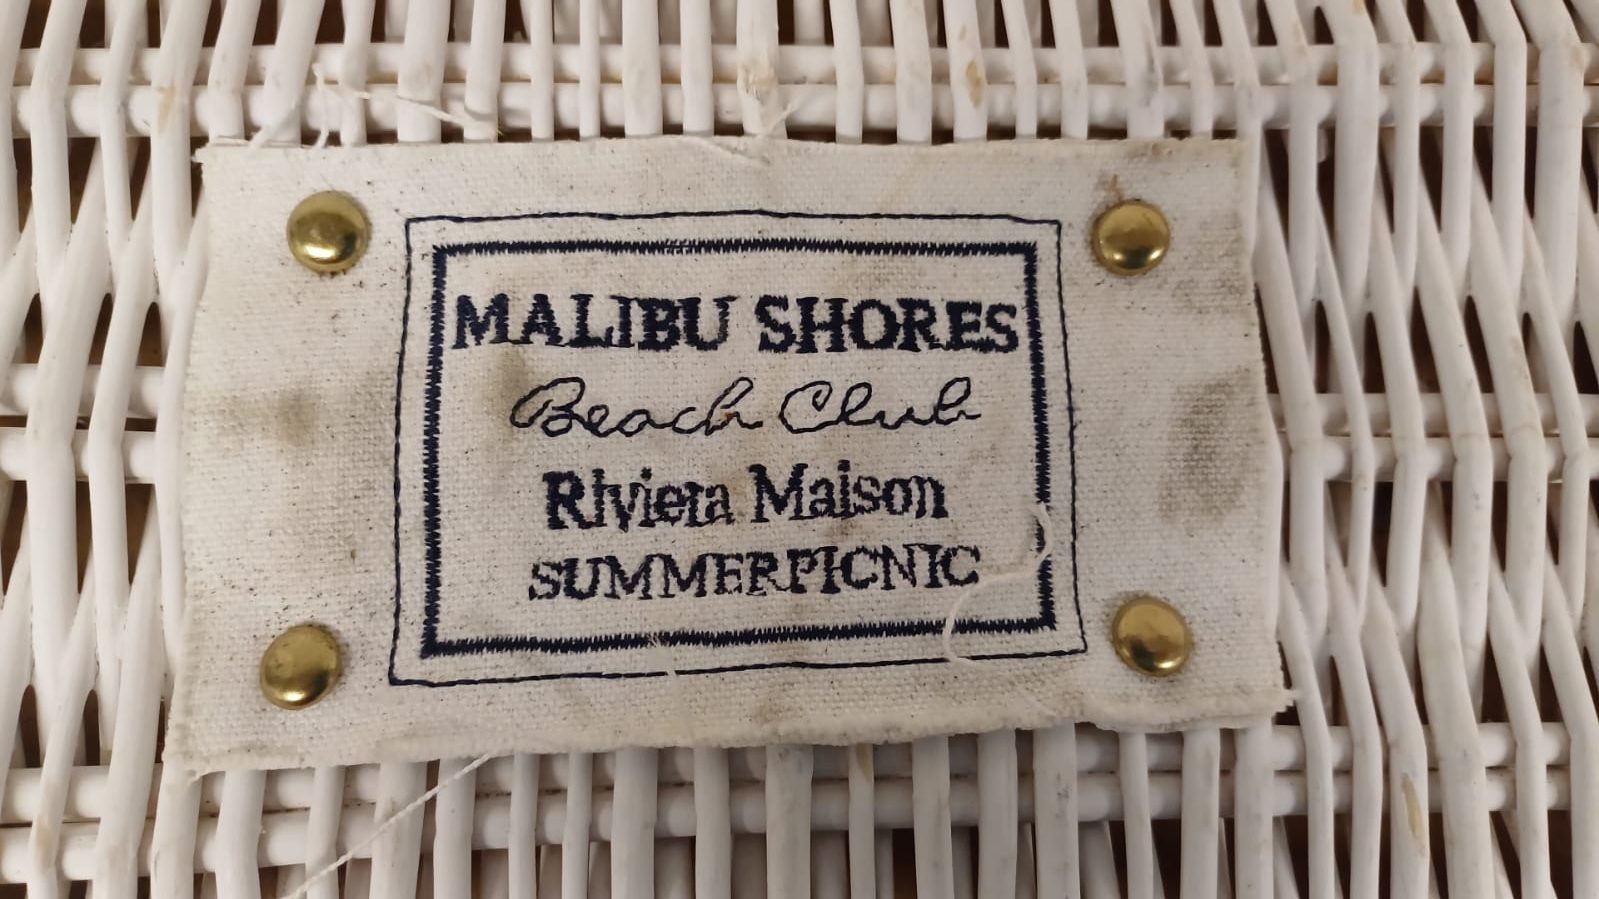 MALIBU SHORES
Beach Club
Riviera Maison
SUMMERPICNIC